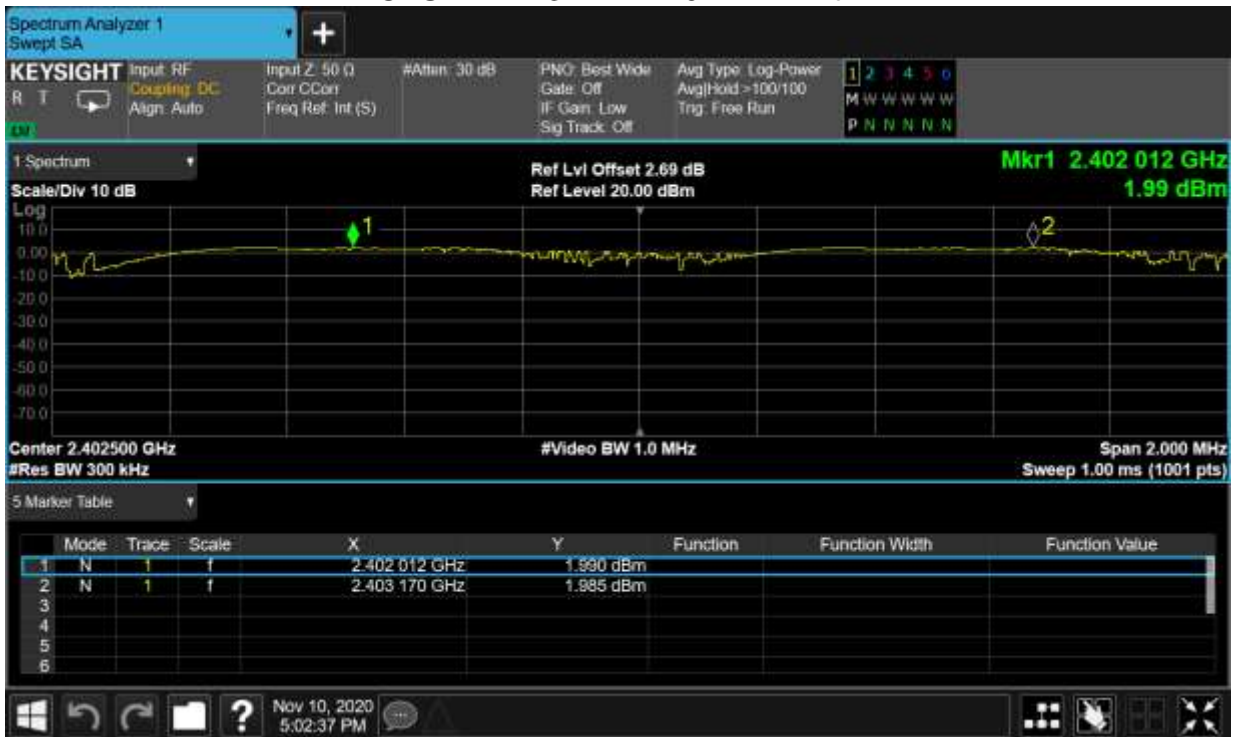 Spectrum Analyzer 1
Swept SA
+
KEYSIGHT Input: RF Input Z: 50 Ω #Atten: 30 dB PNO: Best Wide Avg Type: Log-Power 1 2 3 4 5 6
R T Coupling: DC Corr CCorr Gate: Off Avg|Hold: >100/100 M W W W W W
Align: Auto Freq Ref: Int (S) IF Gain: Low Trig: Free Run P N N N N N
Sig Track: Off
1 Spectrum Ref Lvl Offset 2.69 dB Mkr1 2.402 012 GHz
Scale/Div 10 dB Ref Level 20.00 dBm 1.99 dBm
Log
10.0
1
2
0.00
-10.0
-20.0
-30.0
-40.0
-50.0
-60.0
-70.0
Center 2.402500 GHz #Video BW 1.0 MHz Span 2.000 MHz
#Res BW 300 kHz Sweep 1.00 ms (1001 pts)
5 Marker Table
Mode Trace Scale X Y Function Function Width Function Value
1 N 1 f 2.402 012 GHz 1.990 dBm
2 N 1 f 2.403 170 GHz 1.985 dBm
3
4
5
6
? Nov 10, 2020
5:02:37 PM